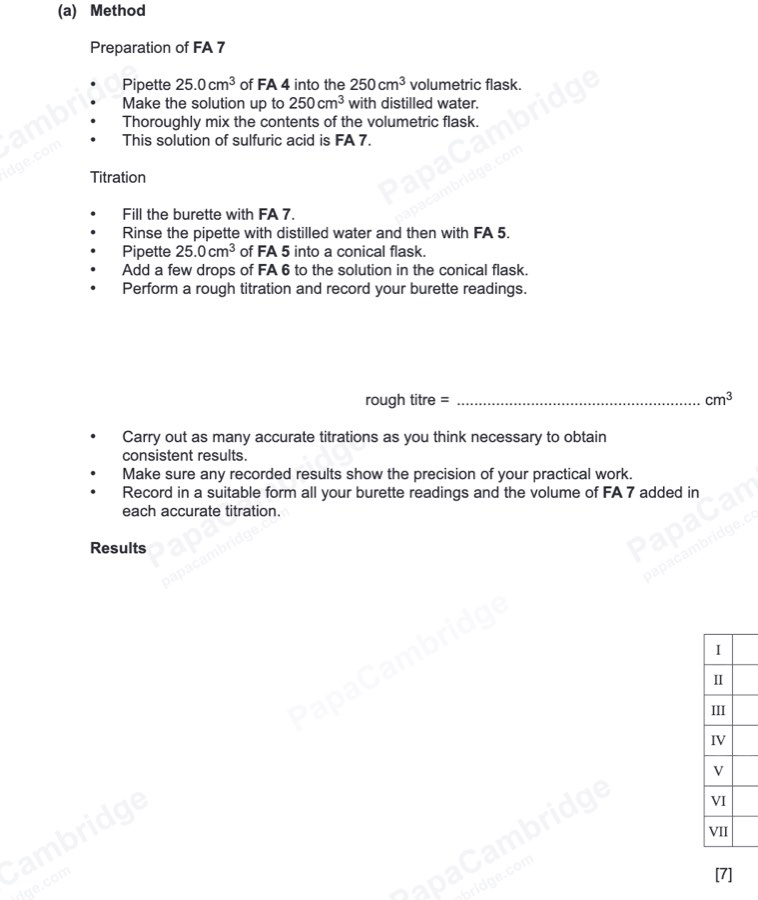 (a) Method
Preparation of FA 7
• Pipette 25.0 cm³ of FA 4 into the 250 cm³ volumetric flask.
• Make the solution up to 250 cm³ with distilled water.
• Thoroughly mix the contents of the volumetric flask.
• This solution of sulfuric acid is FA 7.
Titration
• Fill the burette with FA 7.
• Rinse the pipette with distilled water and then with FA 5.
• Pipette 25.0 cm³ of FA 5 into a conical flask.
• Add a few drops of FA 6 to the solution in the conical flask.
• Perform a rough titration and record your burette readings.
rough titre = ........................................................ cm³
• Carry out as many accurate titrations as you think necessary to obtain
consistent results.
• Make sure any recorded results show the precision of your practical work.
• Record in a suitable form all your burette readings and the volume of FA 7 added in
each accurate titration.
Results
I
II
III
IV
V
VI
VII
[7]
PapaCambridge
papacambridge.com
PapaCambridge
papacambridge.com
PapaCambridge
PapaCambridge